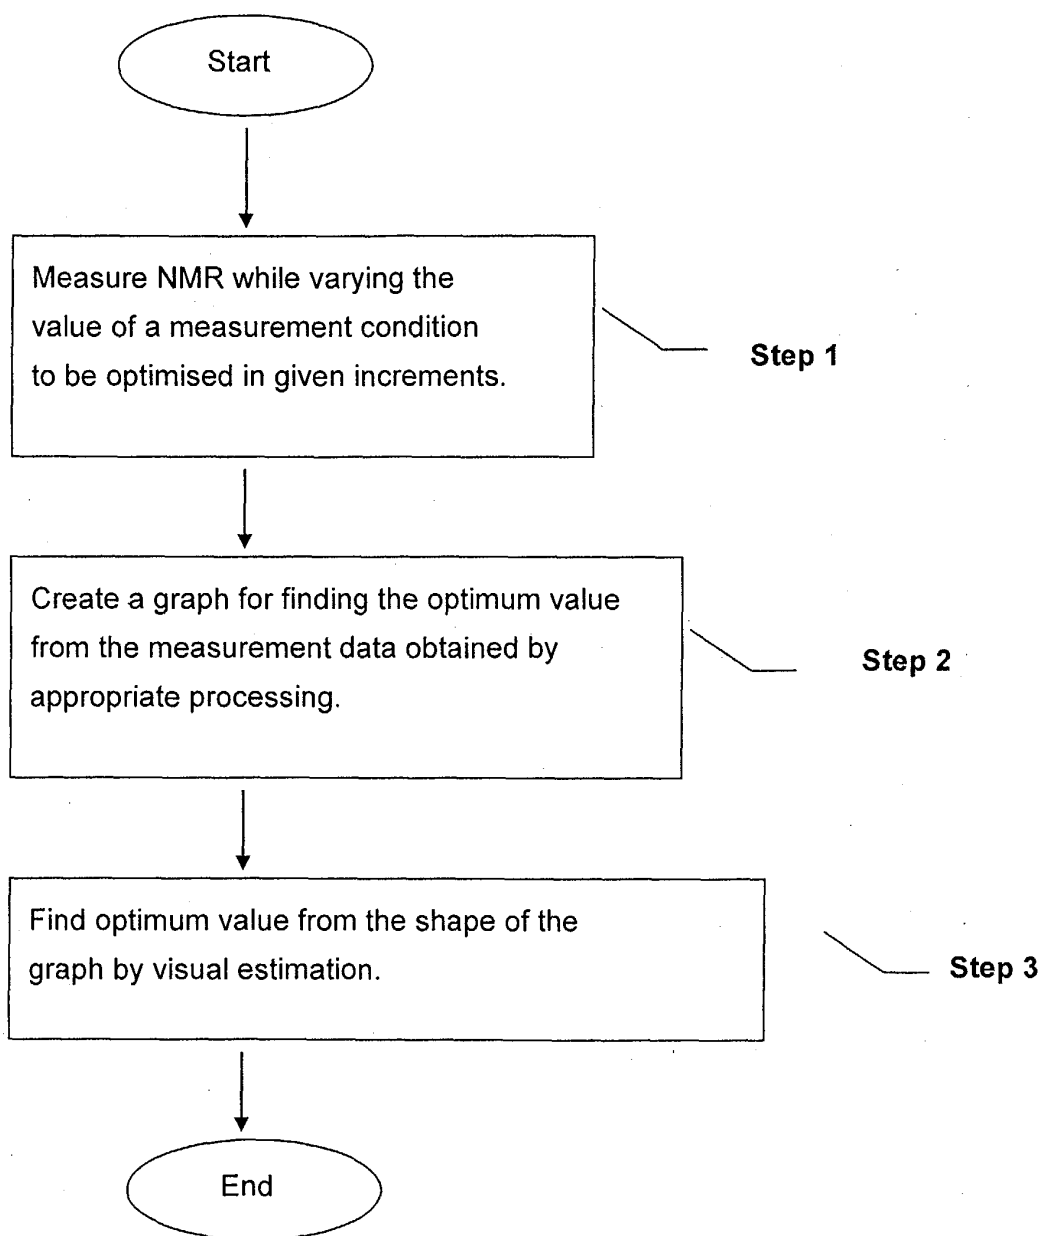 Start
Measure NMR while varying the
value of a measurement condition
to be optimised in given increments.
Step 1
Create a graph for finding the optimum value
from the measurement data obtained by
appropriate processing.
Step 2
Find optimum value from the shape of the
graph by visual estimation.
Step 3
End